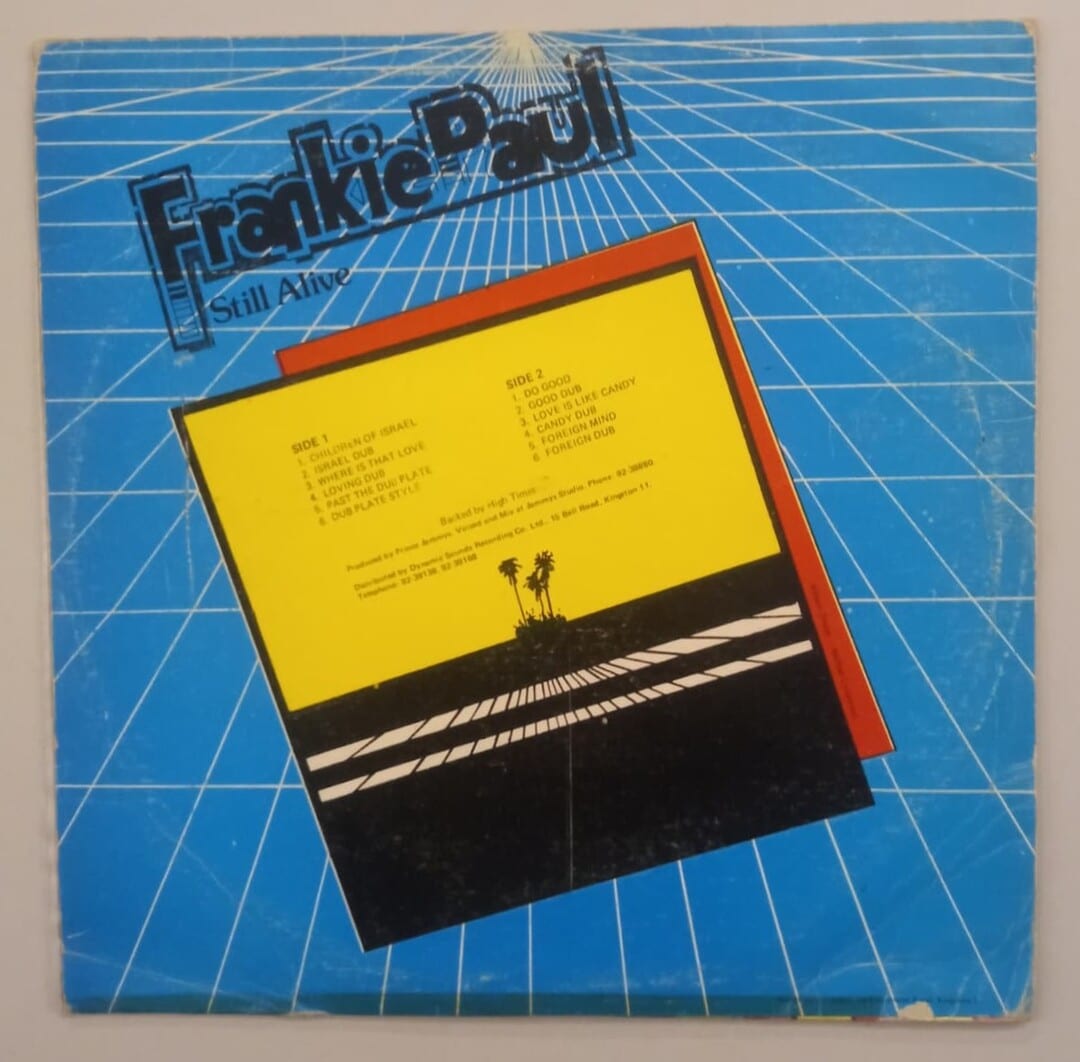 Frankie Paul
Still Alive
SIDE 1
1. CHILDREN OF ISRAEL
2. ISRAEL DUB
3. WHERE IS THAT LOVE
4. LOVING DUB
5. PAST THE DUB PLATE
6. DUB PLATE STYLE
SIDE 2
1. DO GOOD
2. GOOD DUB
3. LOVE IS LIKE CANDY
4. CANDY DUB
5. FOREIGN MIND
6. FOREIGN DUB
Backed by High Times
Produced by Prince Jammys. Voiced and Mix at Jammys Studio. Phone: 92-38690
Distributed by Dynamic Sounds Recording Co. Ltd., 15 Bell Road, Kingston 11.
Telephone: 92-39138, 92-39168